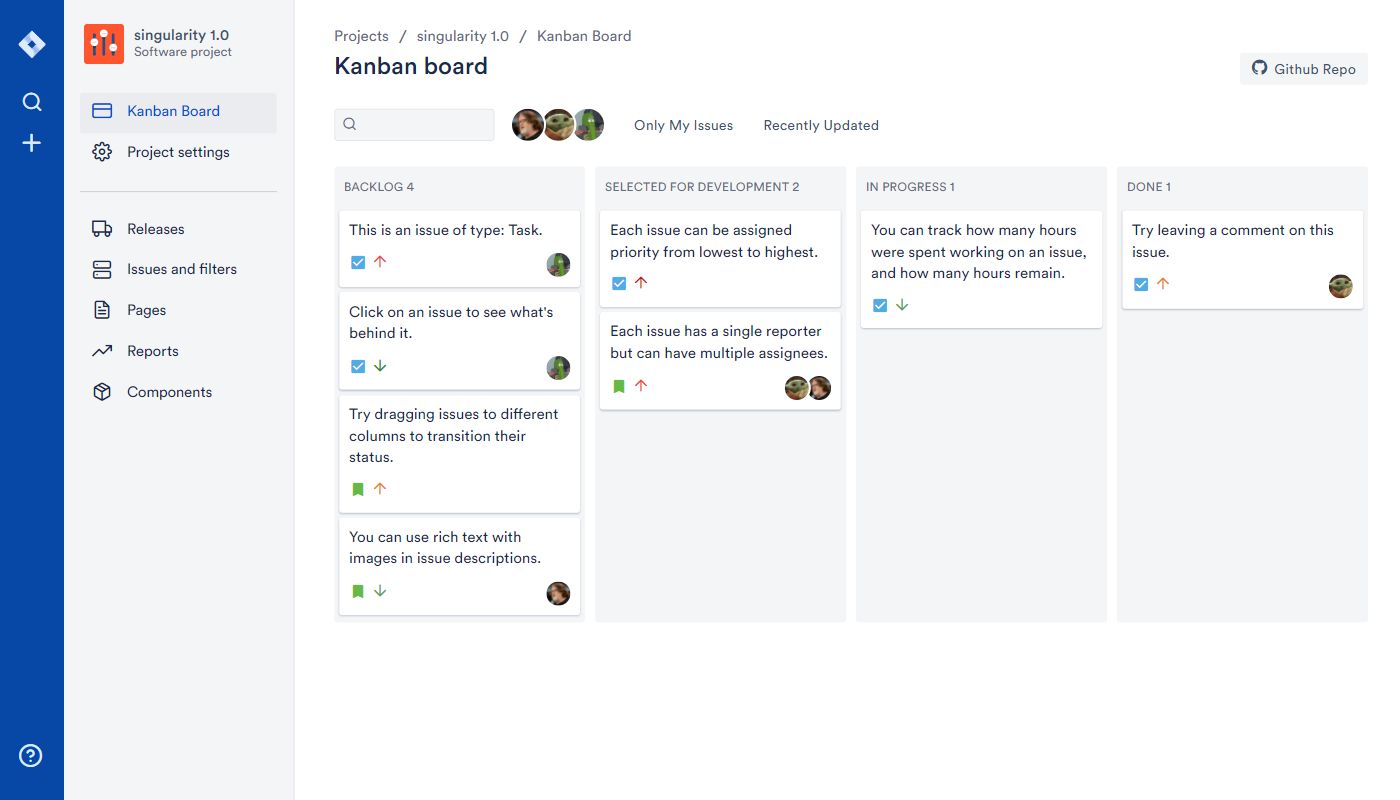 singularity 1.0
Software project
Kanban Board
Project settings
Releases
Issues and filters
Pages
Reports
Components
Projects / singularity 1.0 / Kanban Board
Kanban board
Github Repo
Only My Issues
Recently Updated
BACKLOG 4
This is an issue of type: Task.
Click on an issue to see what's
behind it.
Try dragging issues to different
columns to transition their
status.
You can use rich text with
images in issue descriptions.
SELECTED FOR DEVELOPMENT 2
Each issue can be assigned
priority from lowest to highest.
Each issue has a single reporter
but can have multiple assignees.
IN PROGRESS 1
You can track how many hours
were spent working on an issue,
and how many hours remain.
DONE 1
Try leaving a comment on this
issue.